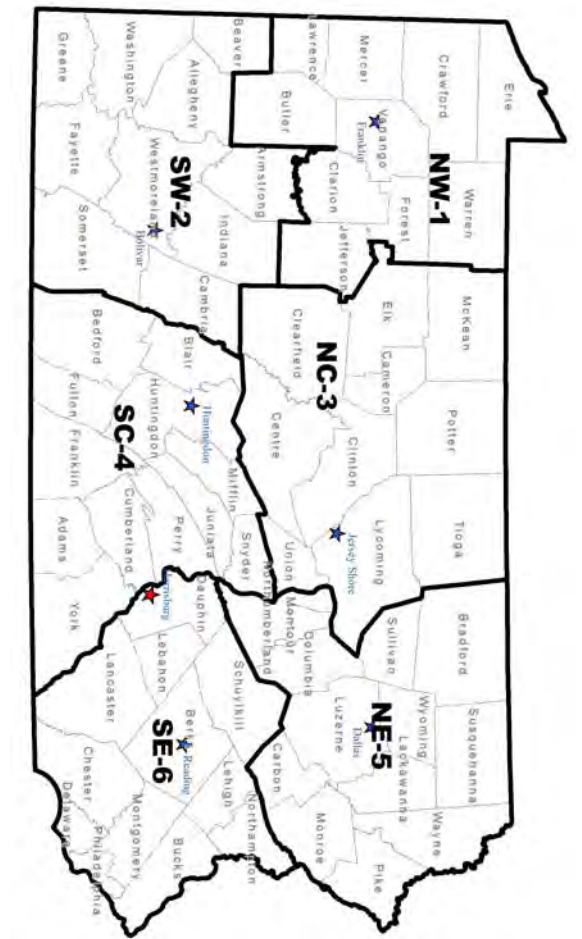 Erie
Crawford
Warren
Mercer
Venango
Franklin
NW-1
Forest
Lawrence
Butler
Clarion
Jefferson
McKean
Potter
Tioga
Elk
Cameron
Clinton
Lycoming
Jersey Shore
NC-3
Clearfield
Centre
Union
Northumberland
Montour
Columbia
Bradford
Susquehanna
Sullivan
Wyoming
Lackawanna
Wayne
Dallas
NE-5
Luzerne
Pike
Monroe
Carbon
Beaver
Allegheny
Armstrong
Indiana
Cambria
Washington
SW-2
Westmoreland
Bolivar
Greene
Fayette
Somerset
Blair
Huntingdon
Huntingdon
Mifflin
Snyder
Juniata
Perry
SC-4
Cumberland
Bedford
Fulton
Franklin
Adams
York
Dauphin
Harrisburg
Lebanon
Schuylkill
Lehigh
Northampton
Berks
Reading
SE-6
Lancaster
Chester
Montgomery
Bucks
Delaware
Philadelphia